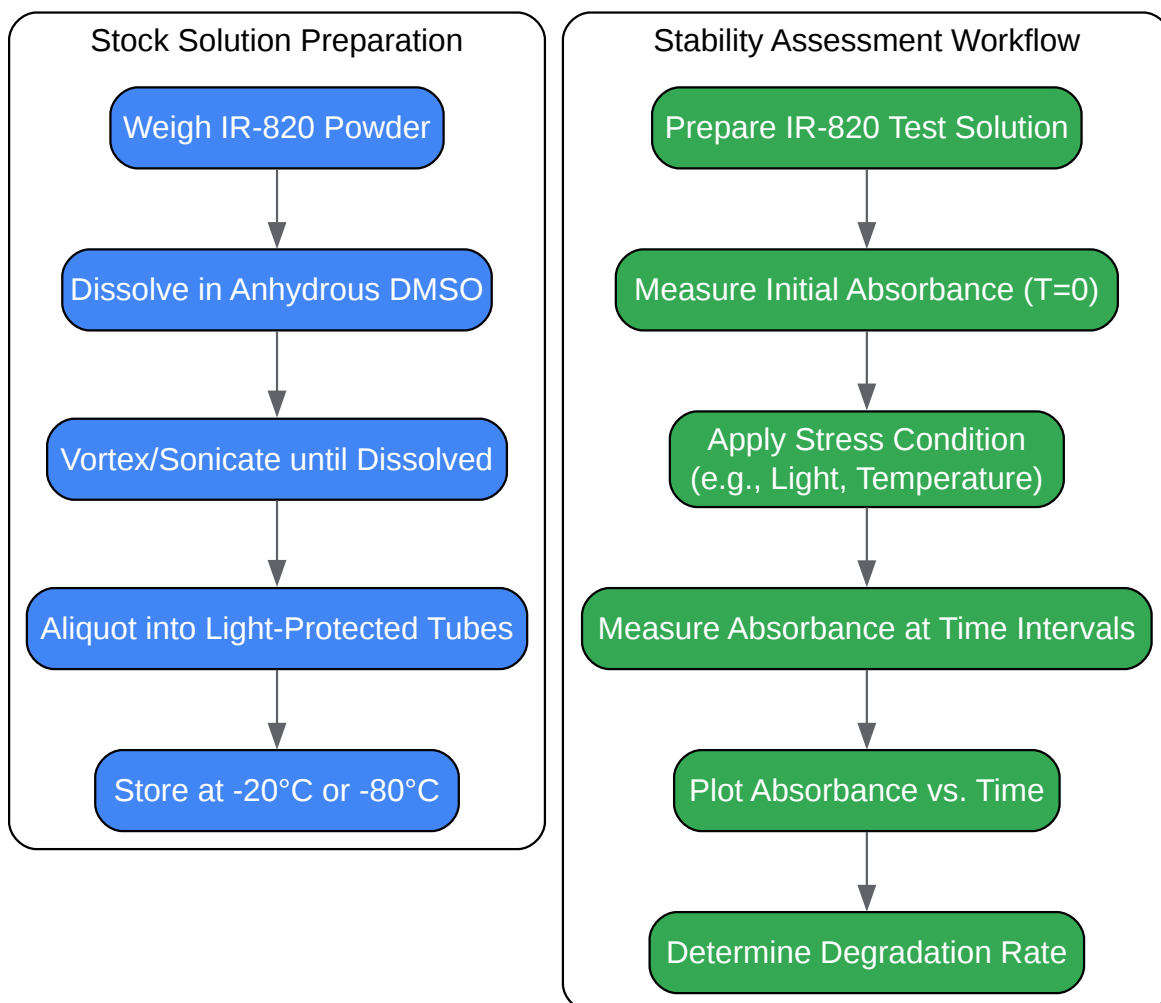 Stock Solution Preparation
Weigh IR-820 Powder
Dissolve in Anhydrous DMSO
Vortex/Sonicate until Dissolved
Aliquot into Light-Protected Tubes
Store at -20°C or -80°C
Stability Assessment Workflow
Prepare IR-820 Test Solution
Measure Initial Absorbance (T=0)
Apply Stress Condition
(e.g., Light, Temperature)
Measure Absorbance at Time Intervals
Plot Absorbance vs. Time
Determine Degradation Rate